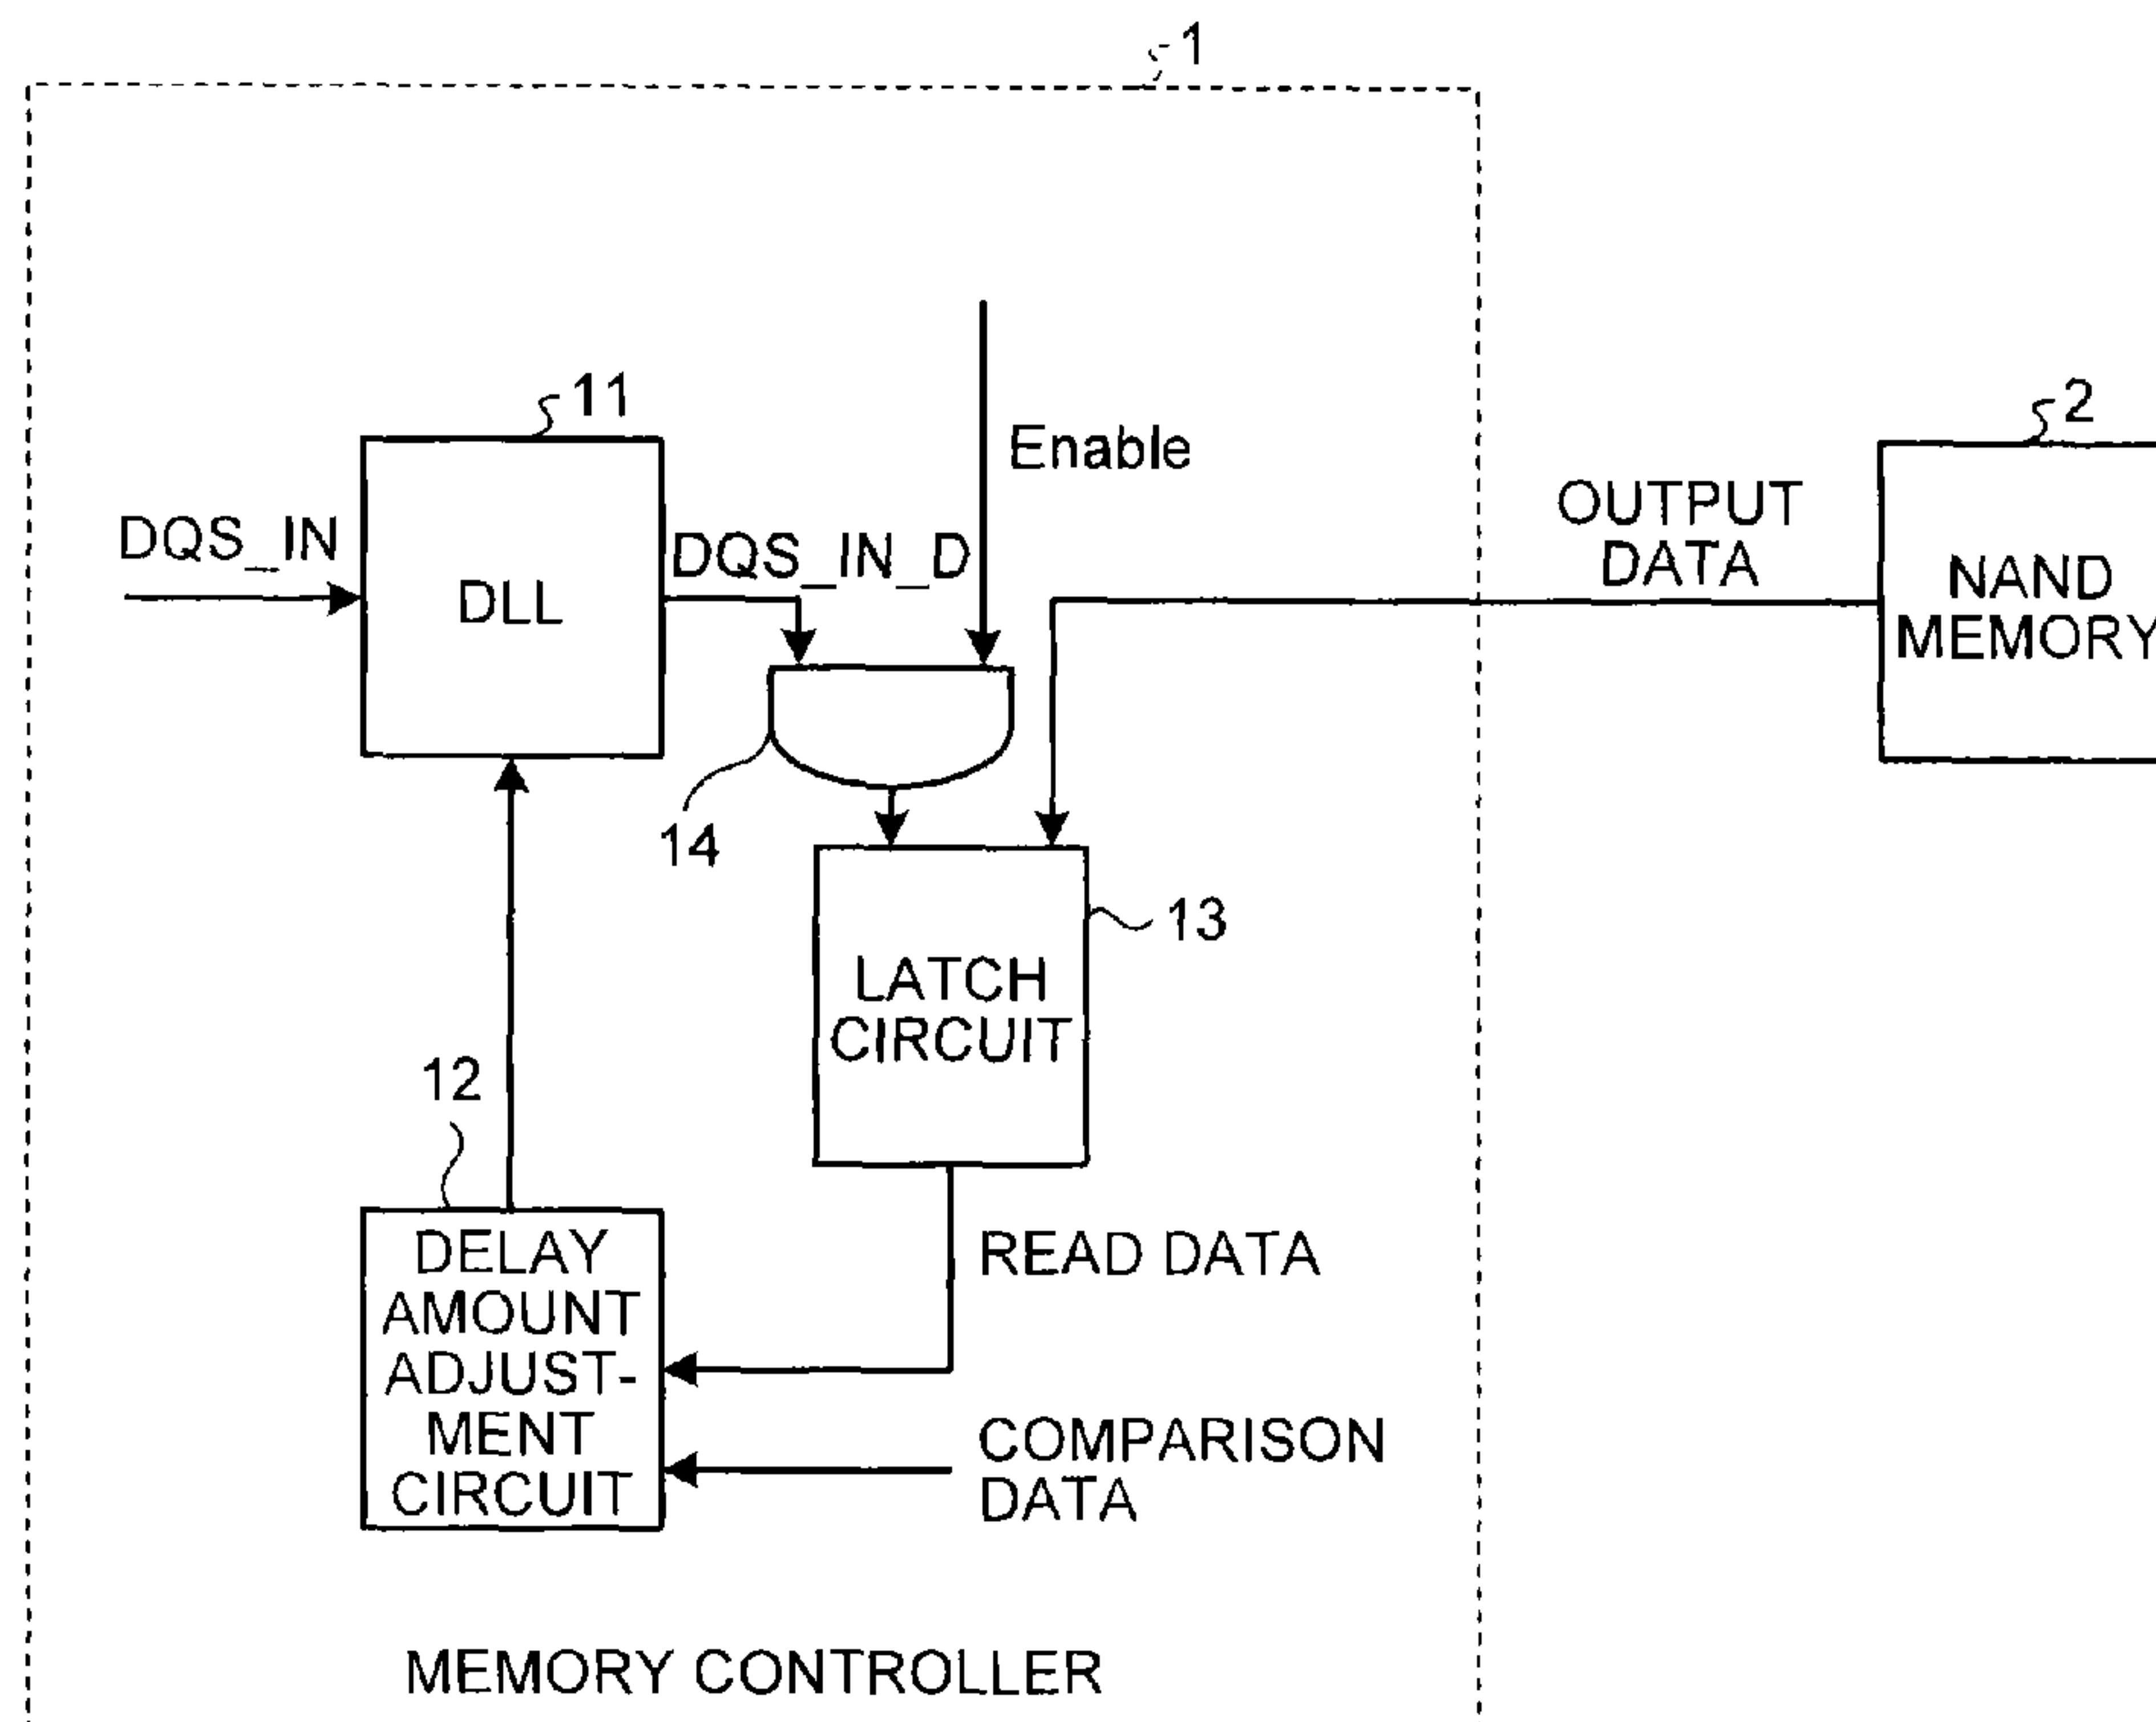 1
11
Enable
2
DQS_IN
DLL
DQS_IN_D
OUTPUT
DATA
NAND
MEMORY
14
13
LATCH
CIRCUIT
12
DELAY
AMOUNT
ADJUST-
MENT
CIRCUIT
READ DATA
COMPARISON
DATA
MEMORY CONTROLLER